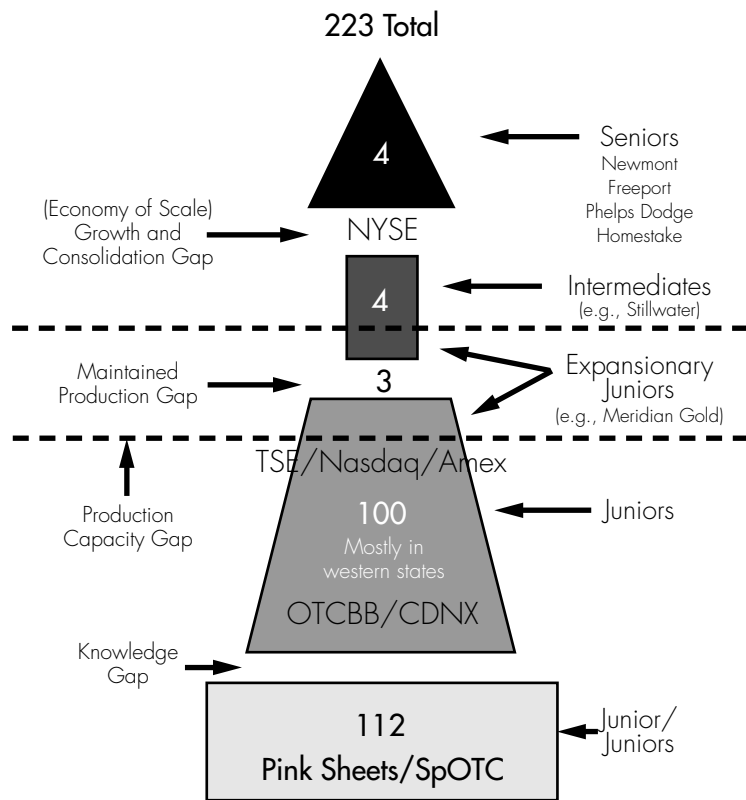 223 Total
4
Seniors
Newmont
Freeport
Phelps Dodge
Homestake
(Economy of Scale)
Growth and
Consolidation Gap
NYSE
4
Intermediates
(e.g., Stillwater)
Maintained
Production Gap
3
Expansionary
Juniors
(e.g., Meridian Gold)
TSE/Nasdaq/Amex
Production
Capacity Gap
100
Mostly in
western states
Juniors
OTCBB/CDNX
Knowledge
Gap
112
Pink Sheets/SpOTC
Junior/
Juniors